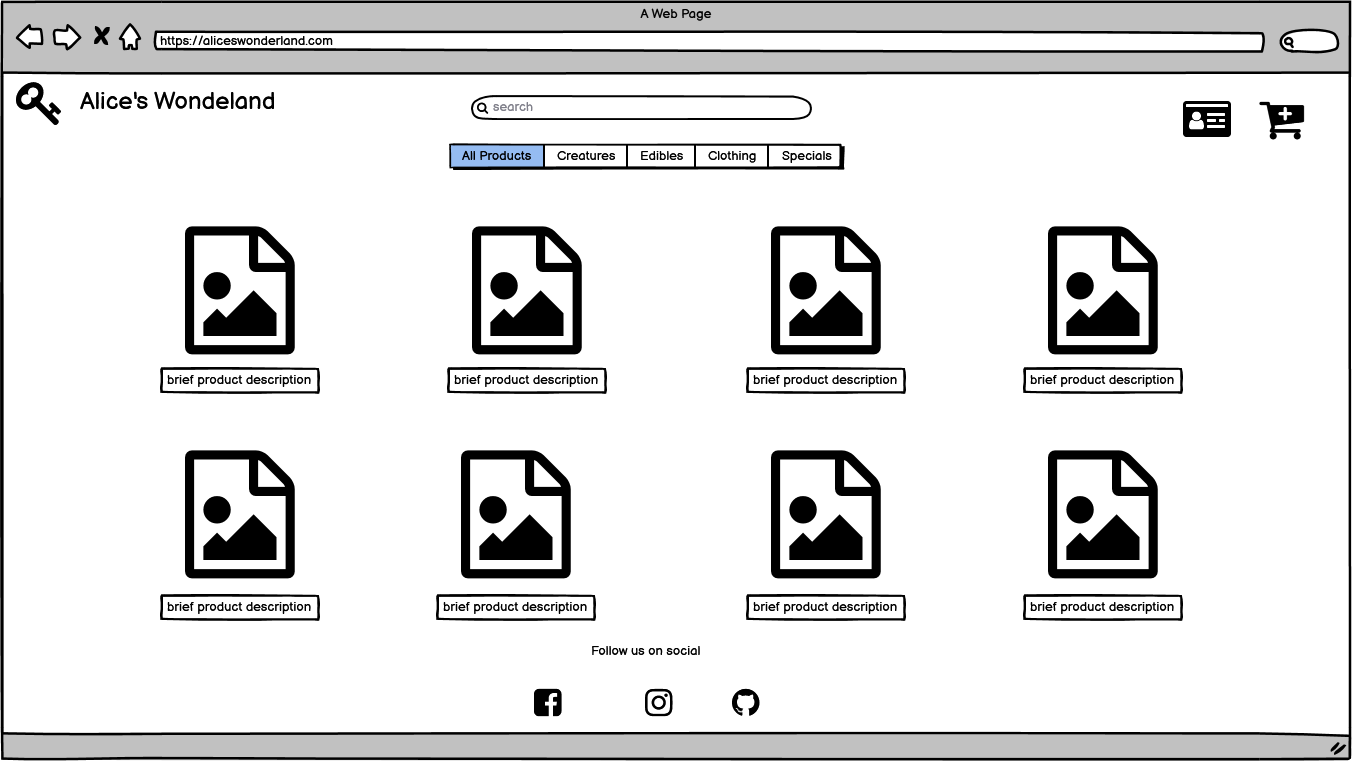 A Web Page
https://aliceswonderland.com
Alice's Wondeland
search
All Products Creatures Edibles Clothing Specials
brief product description brief product description brief product description brief product description
brief product description brief product description brief product description brief product description
Follow us on social